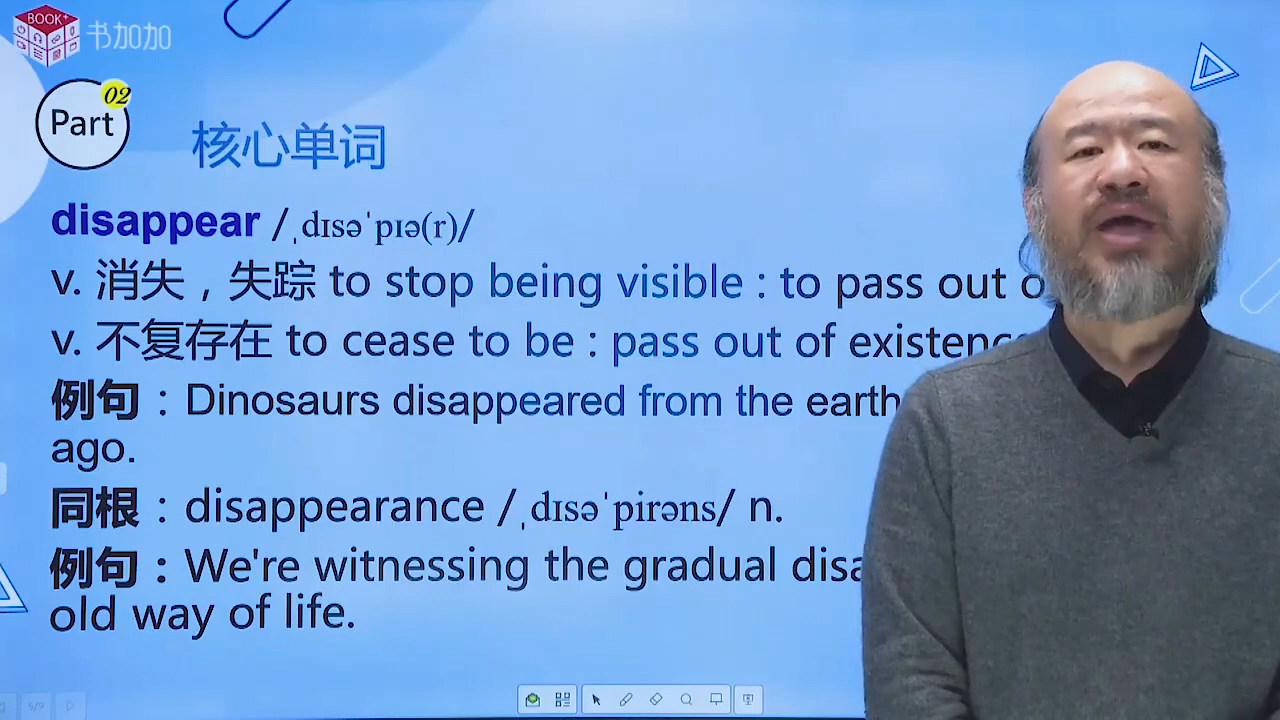 BOOK+
书加加
Part
02
核心单词
disappear /ˌdɪsəˈpɪə(r)/
v. 消失，失踪 to stop being visible : to pass out
v. 不复存在 to cease to be : pass out of
例句：Dinosaurs disappeared from the earth
ago.
同根：disappearance /ˌdɪsəˈpirəns/ n.
例句：We're witnessing the gradual
old way of life.
5/9